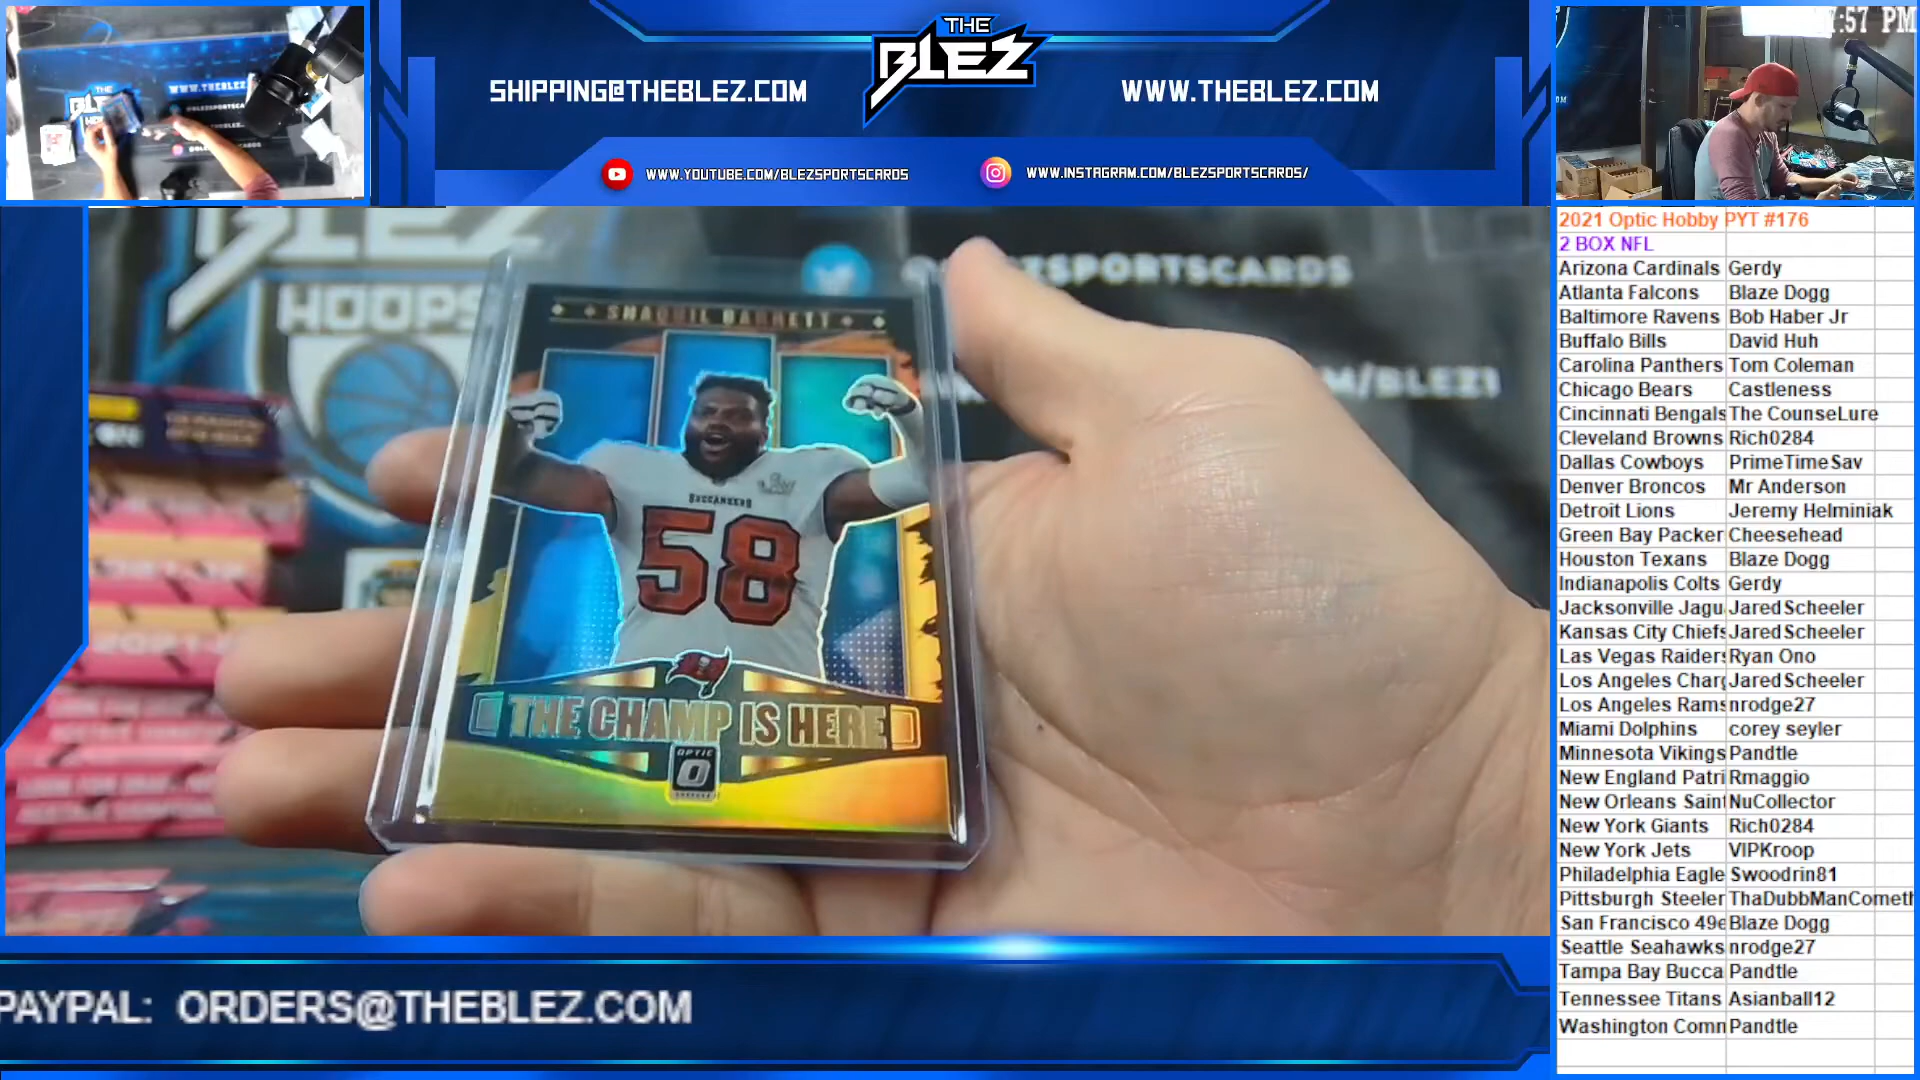 THE
BLEZ
SHIPPING@THEBLEZ.COM
WWW.THEBLEZ.COM
WWW.YOUTUBE.COM/BLEZSPORTSCARDS
WWW.INSTAGRAM.COM/BLEZSPORTSCARDS/
:57 PM
HOOPS
SHAQUIL BARRETT
BUCCANEERS
58
THE CHAMP IS HERE
OPTIC
PAYPAL: ORDERS@THEBLEZ.COM
2021 Optic Hobby PYT #176
2 BOX NFL
Arizona Cardinals Gerdy
Atlanta Falcons Blaze Dogg
Baltimore Ravens Bob Haber Jr
Buffalo Bills David Huh
Carolina Panthers Tom Coleman
Chicago Bears Castleness
Cincinnati Bengals The CounseLure
Cleveland Browns Rich0284
Dallas Cowboys PrimeTimeSav
Denver Broncos Mr Anderson
Detroit Lions Jeremy Helminiak
Green Bay Packer Cheesehead
Houston Texans Blaze Dogg
Indianapolis Colts Gerdy
Jacksonville Jagu Jared Scheeler
Kansas City Chiefs Jared Scheeler
Las Vegas Raiders Ryan Ono
Los Angeles Charg Jared Scheeler
Los Angeles Rams nrodge27
Miami Dolphins corey seyler
Minnesota Vikings Pandtle
New England Patri Rmaggio
New Orleans Saint NuCollector
New York Giants Rich0284
New York Jets VIPKroop
Philadelphia Eagle Swoodrin81
Pittsburgh Steeler ThaDubbManCometh
San Francisco 49e Blaze Dogg
Seattle Seahawks nrodge27
Tampa Bay Bucca Pandtle
Tennessee Titans Asianball12
Washington Comm Pandtle